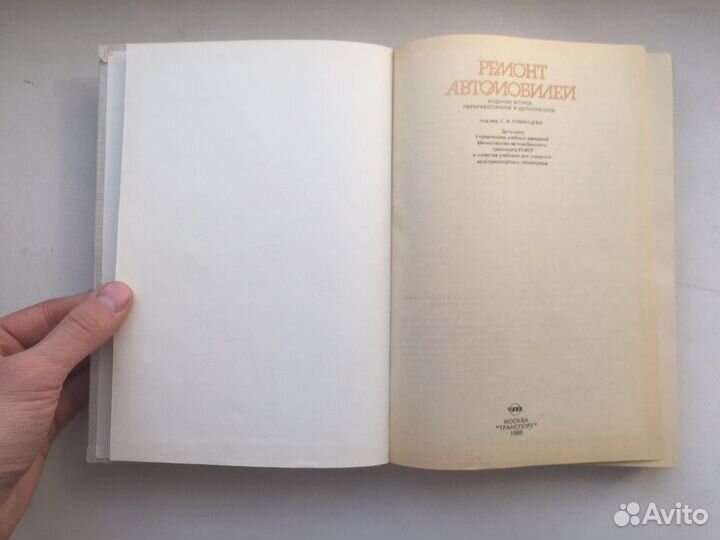 РЕМОНТ
АВТОМОБИЛЕЙ
ИЗДАНИЕ ВТОРОЕ,
ПЕРЕРАБОТАННОЕ И ДОПОЛНЕННОЕ
под ред. С. И. РУМЯНЦЕВА
Допущено
Управлением учебных заведений
Министерства автомобильного
транспорта РСФСР
в качестве учебника для учащихся
автотранспортных техникумов
МОСКВА
"ТРАНСПОРТ"
1988
Avito